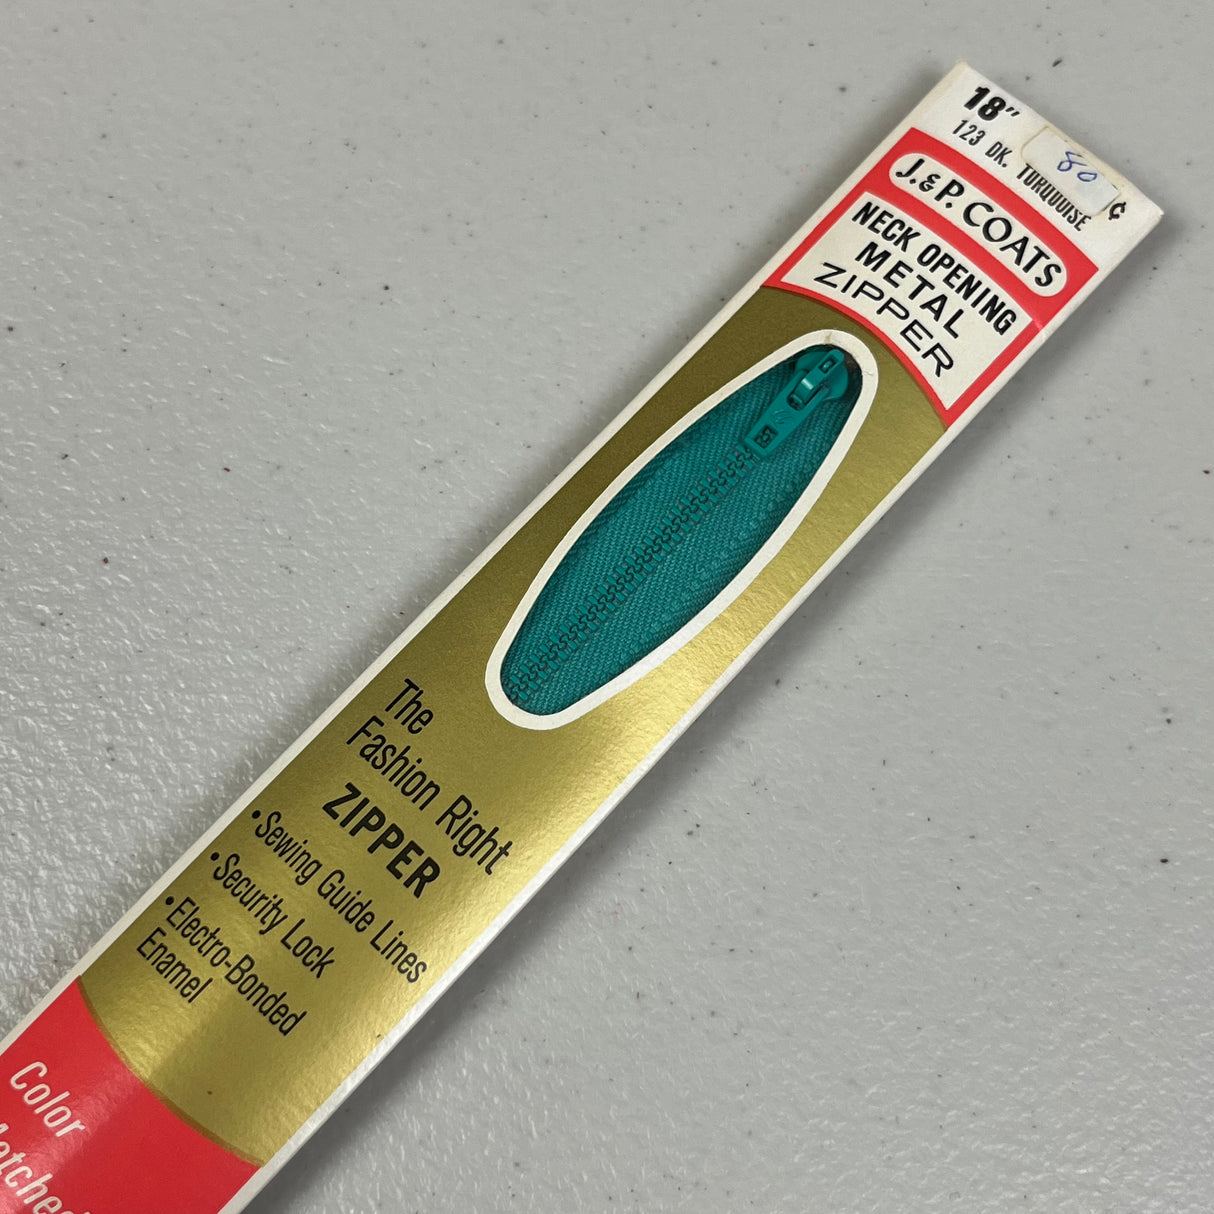 18"
123 DK. TURQUOISE
80 ¢
J. & P. COATS
NECK OPENING
METAL
ZIPPER
The
Fashion Right
ZIPPER
•Sewing Guide Lines
•Security Lock
•Electro-Bonded
Enamel
Color